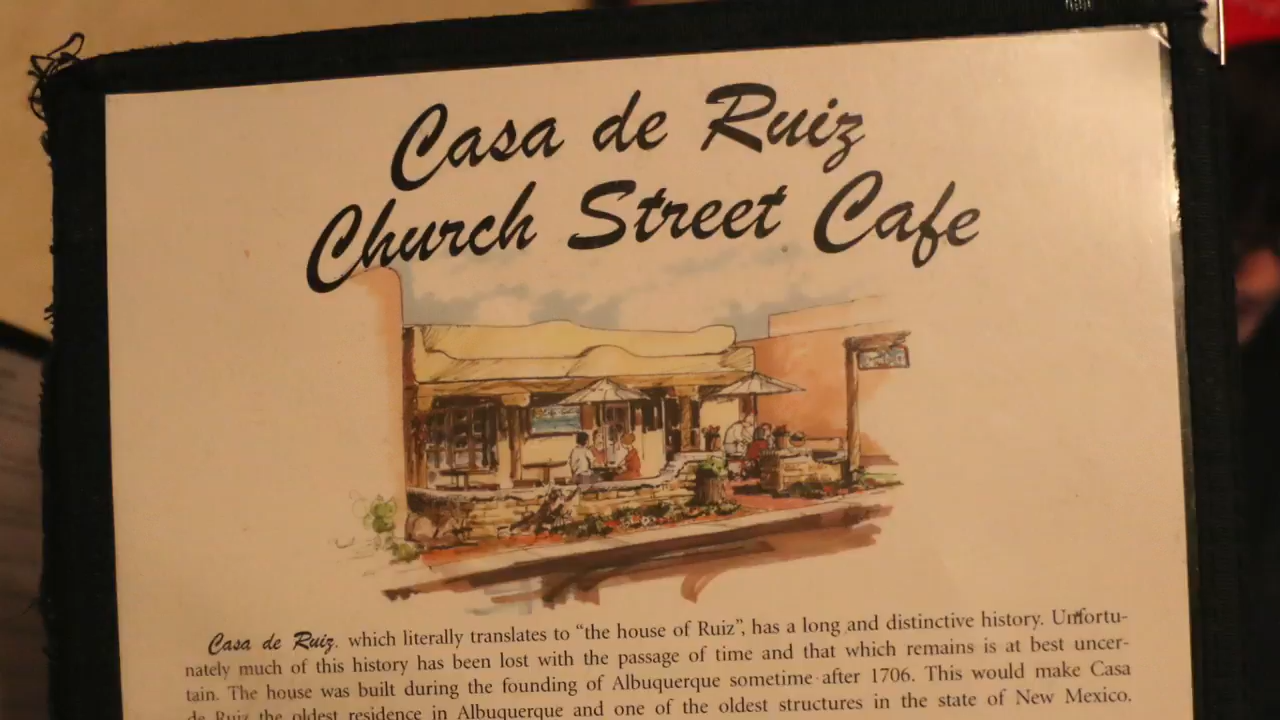 Casa de Ruiz
Church Street Cafe
Casa de Ruiz. which literally translates to “the house of Ruiz”, has a long and distinctive history. Unfortu-
nately much of this history has been lost with the passage of time and that which remains is at best uncer-
tain. The house was built during the founding of Albuquerque sometime after 1706. This would make Casa
de Ruiz the oldest residence in Albuquerque and one of the oldest structures in the state of New Mexico.